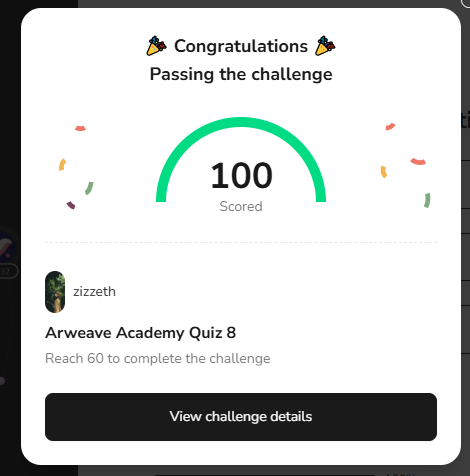 Congratulations
Passing the challenge
100
Scored
zizzeth
Arweave Academy Quiz 8
Reach 60 to complete the challenge
View challenge details
32